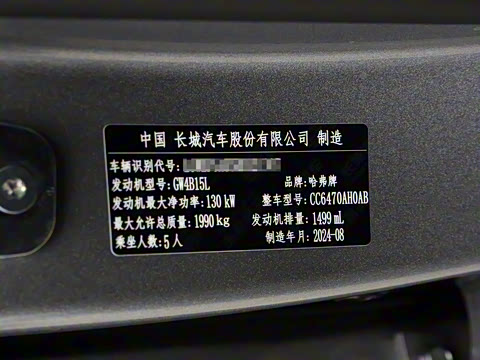 中国 长城汽车股份有限公司 制造
车辆识别代号:
发动机型号: GW4B15L 品牌: 哈弗牌
发动机最大净功率: 130 kW 整车型号: CC6470AH0AB
最大允许总质量: 1990 kg 发动机排量: 1499 mL
乘坐人数: 5 人 制造年月: 2024-08